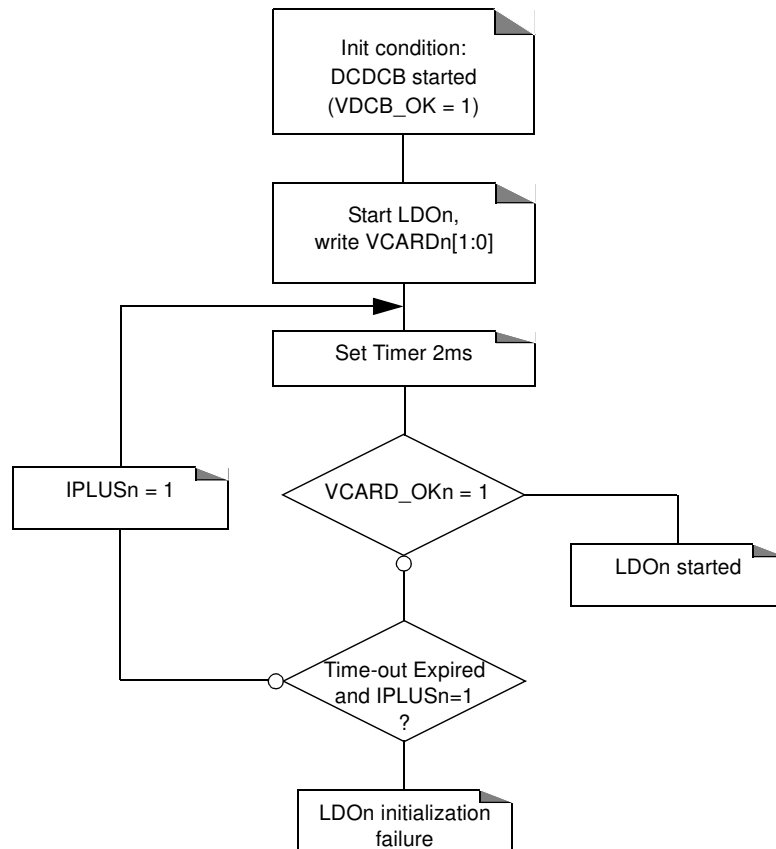 Init condition:
DCDCB started
(VDCB_OK = 1)
Start LDOn,
write VCARDn[1:0]
Set Timer 2ms
IPLUSn = 1
VCARD_OKn = 1
LDOn started
Time-out Expired
and IPLUSn=1
?
LDOn initialization
failure